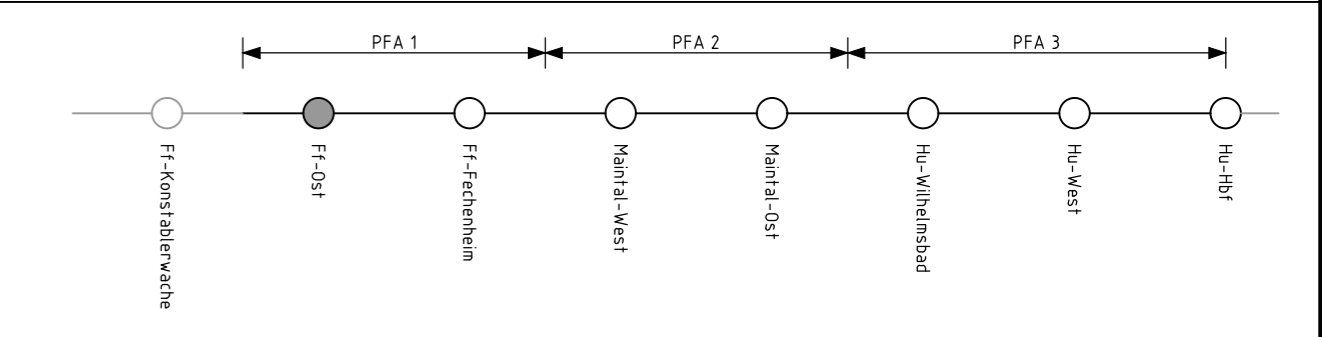 PFA 1
PFA 2
PFA 3
Ff-Konstablerwache
Ff-Ost
Ff-Fechenheim
Maintal-West
Maintal-Ost
Hu-Wilhelmsbad
Hu-West
Hu-Hbf